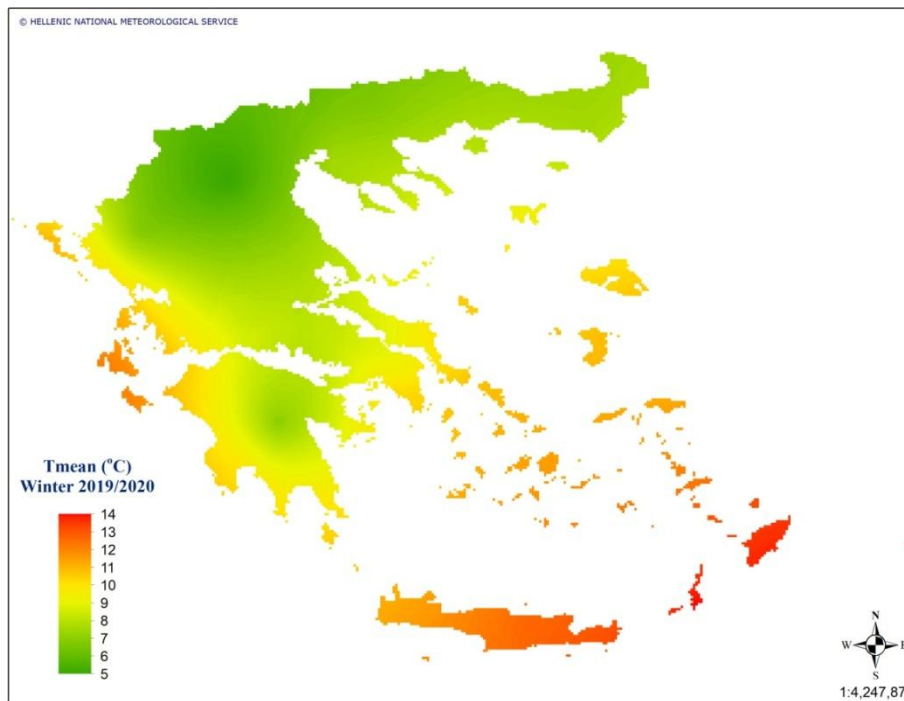 © HELLENIC NATIONAL METEOROLOGICAL SERVICE
Tmean (°C)
Winter 2019/2020
14
13
12
11
10
9
8
7
6
5
N
W
E
S
1:4,247,87